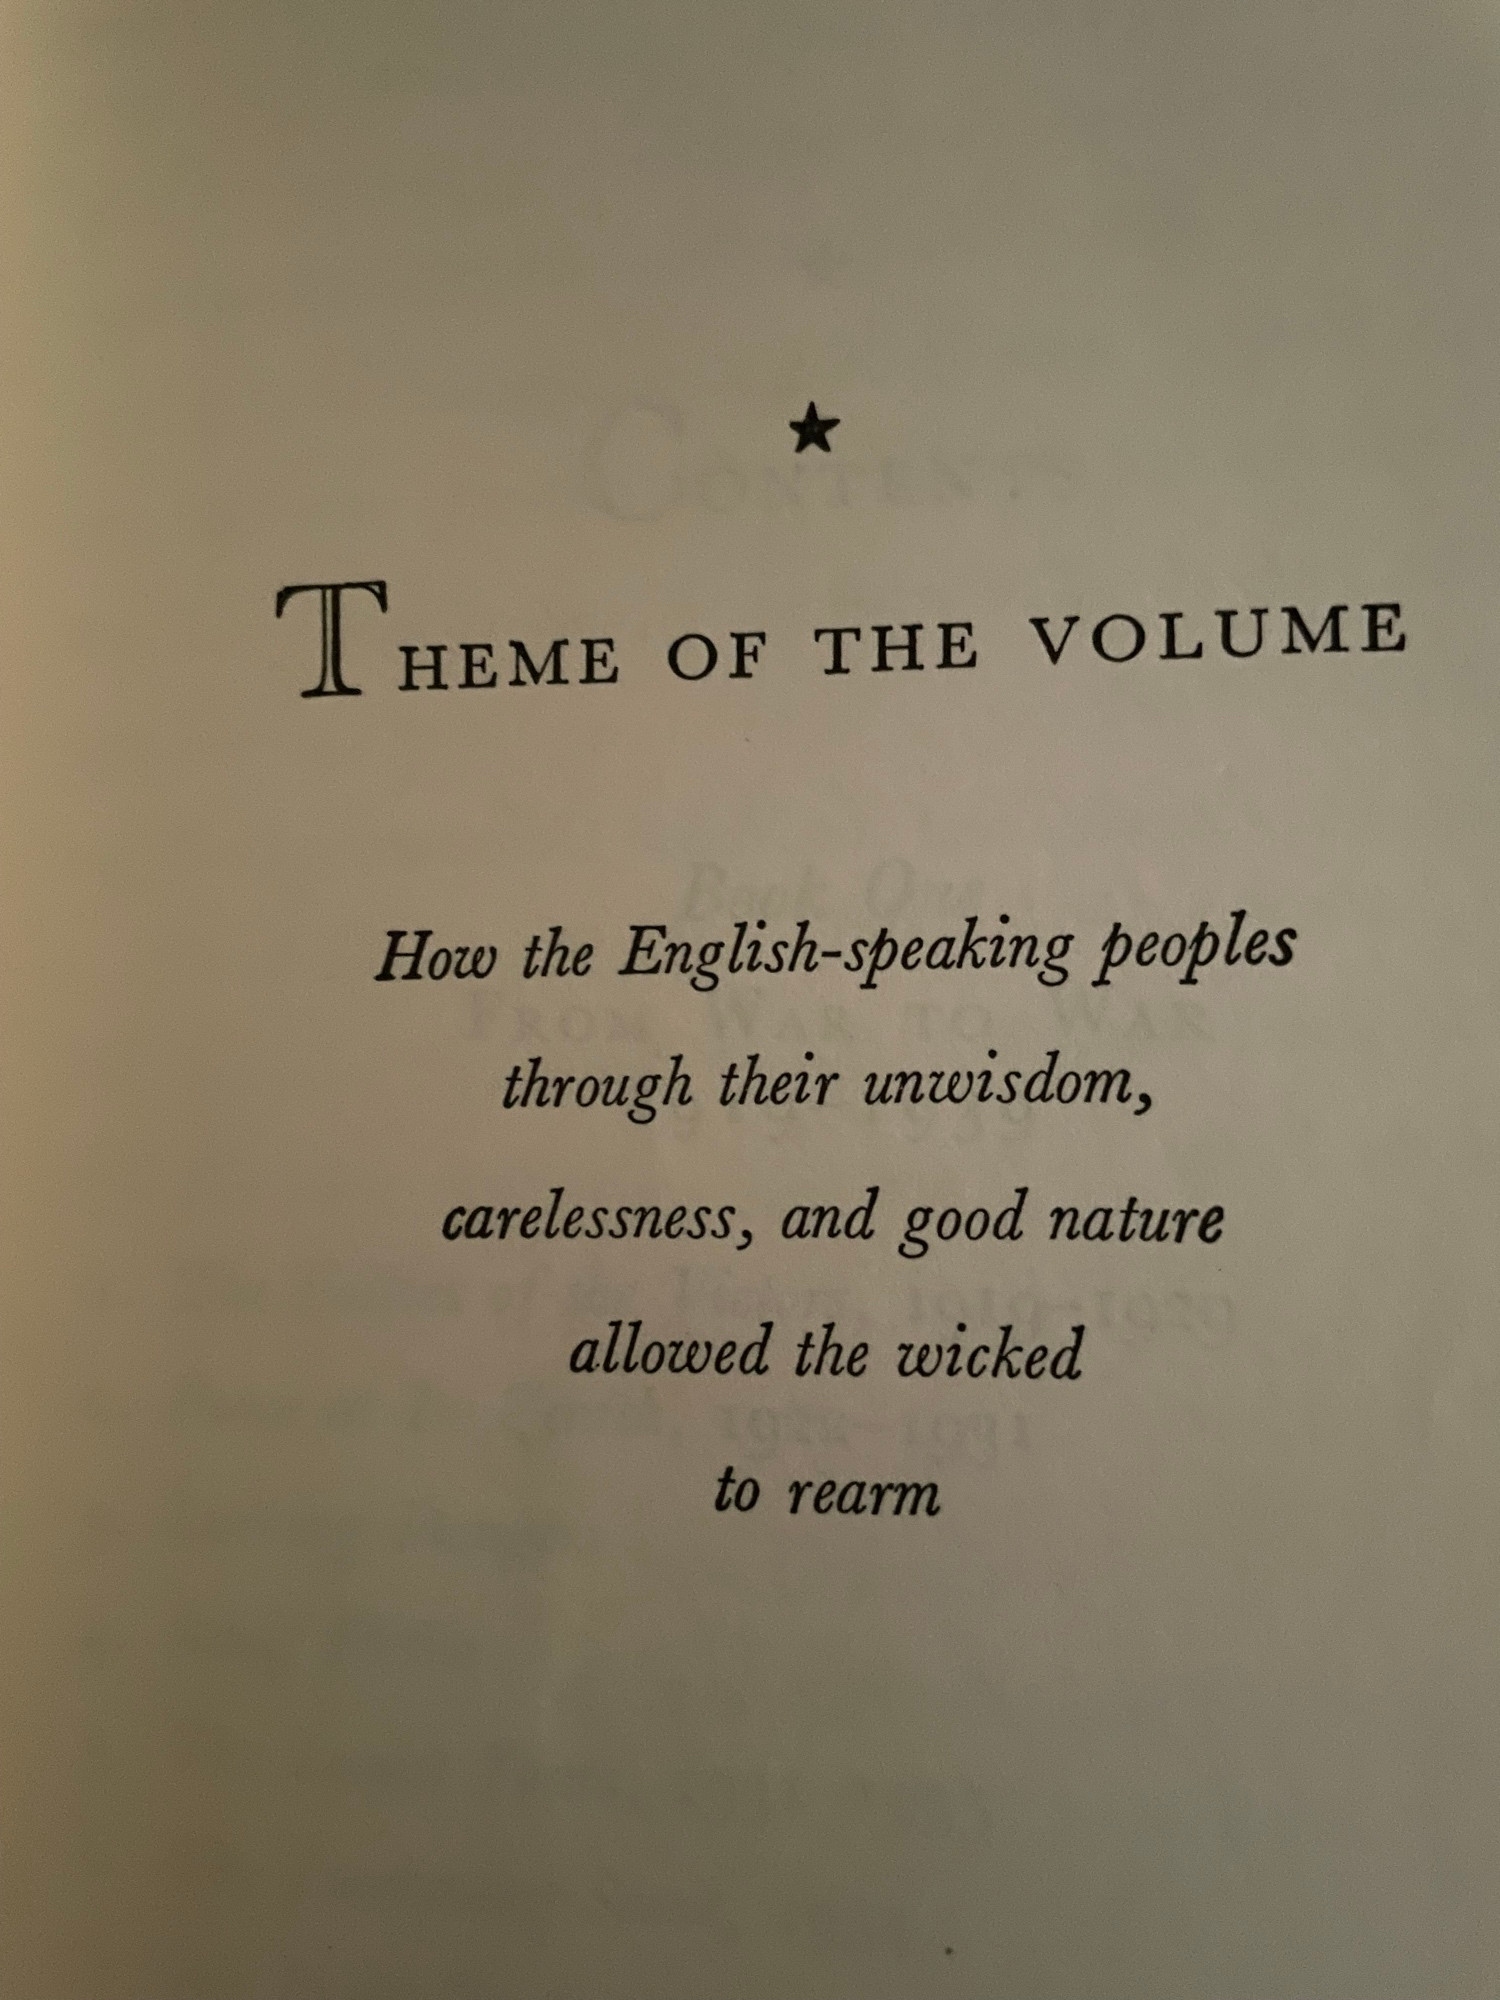 ★
THEME OF THE VOLUME
How the English-speaking peoples
through their unwisdom,
carelessness, and good nature
allowed the wicked
to rearm